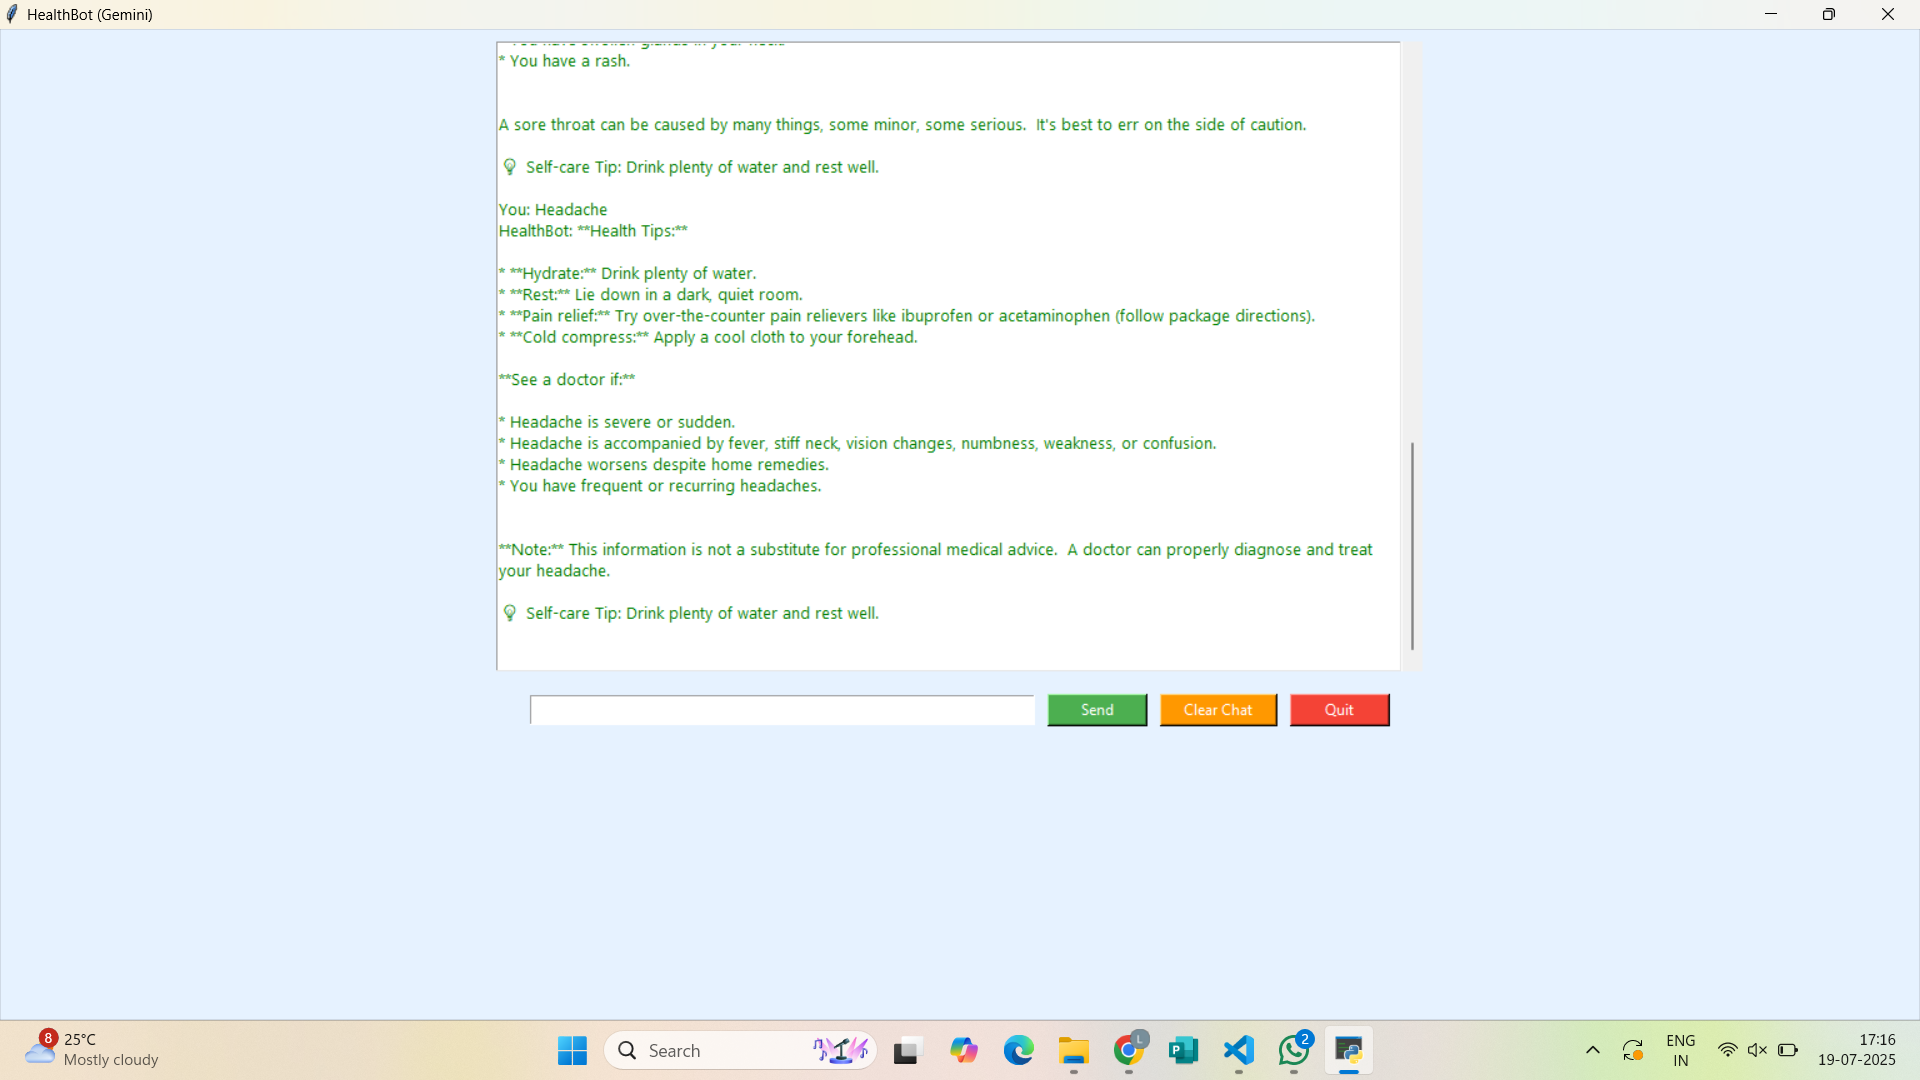 HealthBot (Gemini)
* You have swollen glands in your neck.
* You have a rash.
A sore throat can be caused by many things, some minor, some serious.  It's best to err on the side of caution.
💡 Self-care Tip: Drink plenty of water and rest well.
You: Headache
HealthBot: **Health Tips:**
* **Hydrate:** Drink plenty of water.
* **Rest:** Lie down in a dark, quiet room.
* **Pain relief:** Try over-the-counter pain relievers like ibuprofen or acetaminophen (follow package directions).
* **Cold compress:** Apply a cool cloth to your forehead.
**See a doctor if:**
* Headache is severe or sudden.
* Headache is accompanied by fever, stiff neck, vision changes, numbness, weakness, or confusion.
* Headache worsens despite home remedies.
* You have frequent or recurring headaches.
**Note:** This information is not a substitute for professional medical advice.  A doctor can properly diagnose and treat
your headache.
💡 Self-care Tip: Drink plenty of water and rest well.
Send Clear Chat Quit
8
25°C
Mostly cloudy
Search
L
P
2
ENG
IN
17:16
19-07-2025